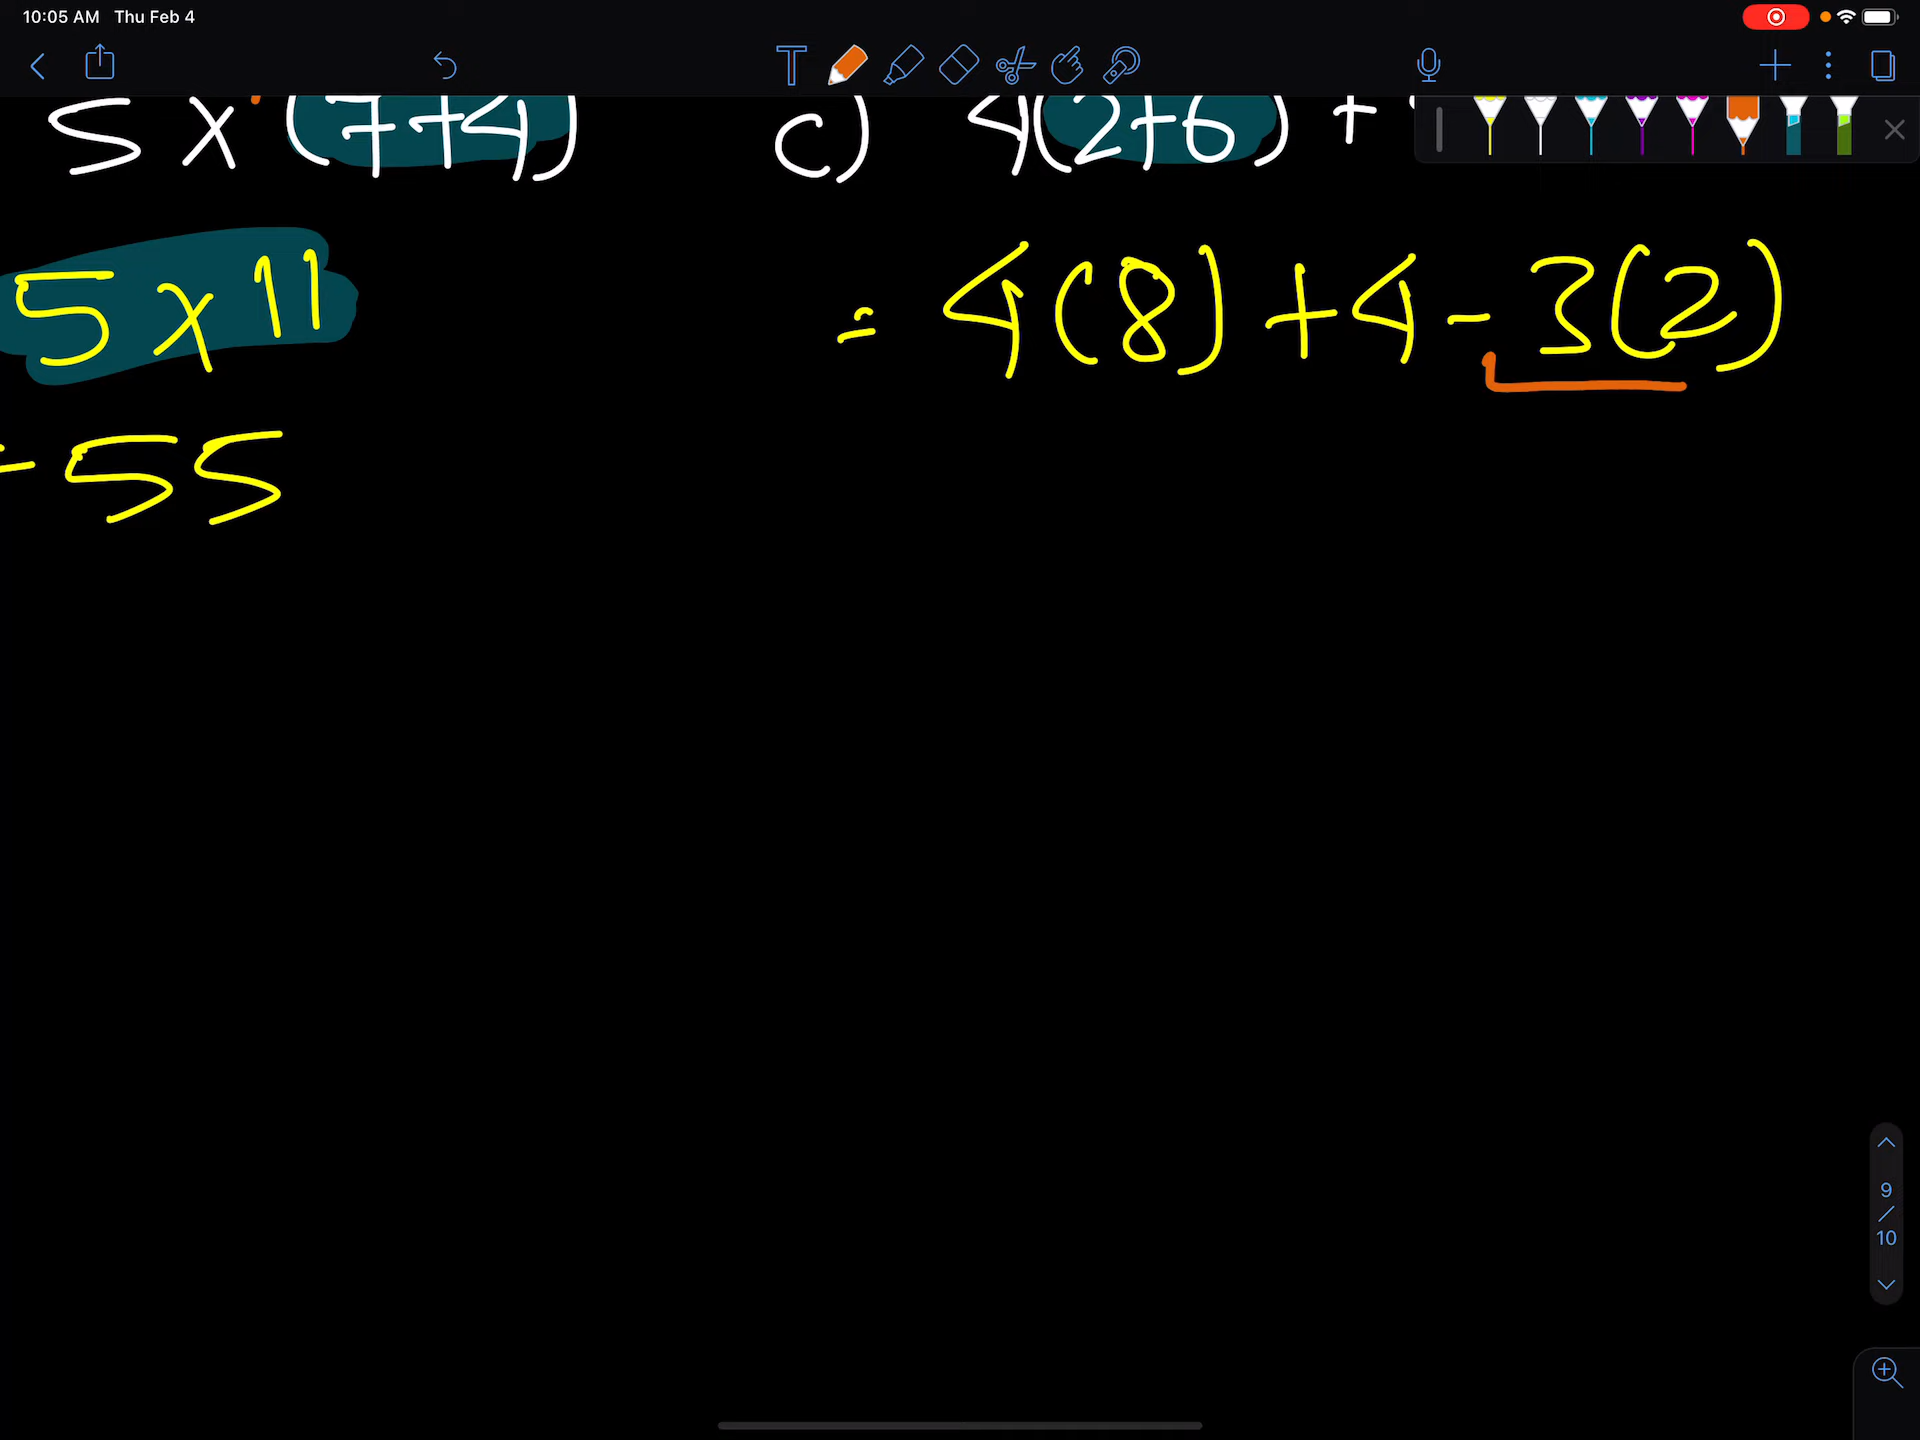 10:05 AM Thu Feb 4
5 x (7+4)
c) 4(2+6) +
5 x 11
= 4(8) + 4 - 3(2)
= 55
9
/
10